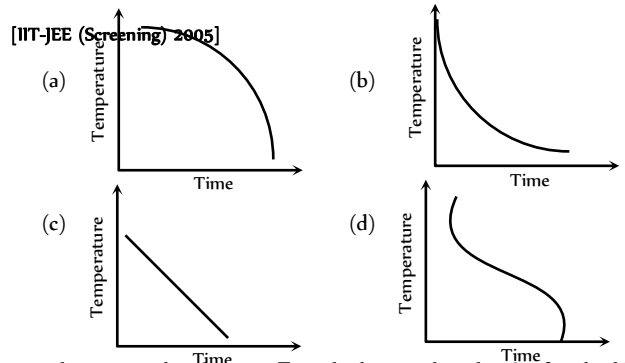 [IIT-JEE (Screening) 2005]
(a)
Temperature
Time
(b)
Temperature
Time
(c)
Temperature
Time
(d)
Temperature
Time